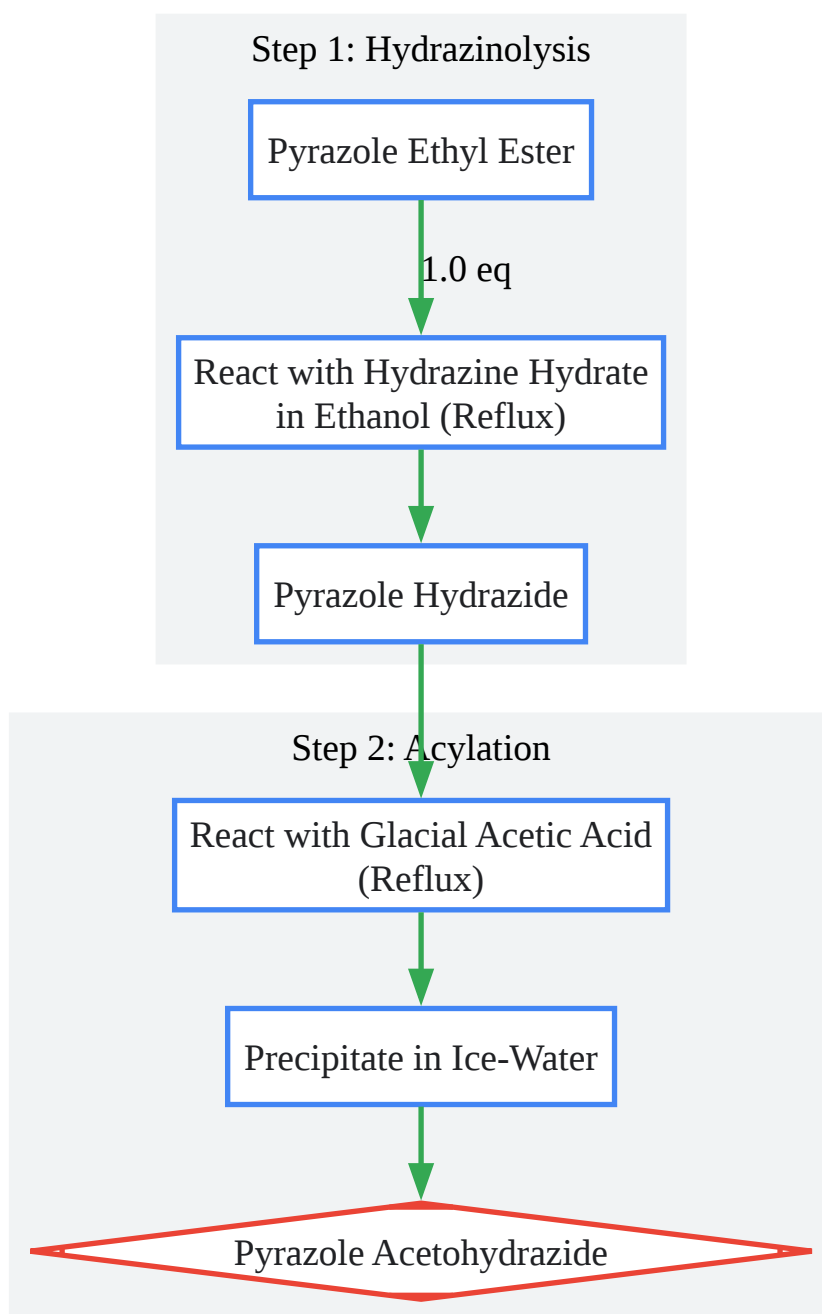 Step 1: Hydrazinolysis
Pyrazole Ethyl Ester
1.0 eq
React with Hydrazine Hydrate
in Ethanol (Reflux)
Pyrazole Hydrazide
Step 2: Acylation
React with Glacial Acetic Acid
(Reflux)
Precipitate in Ice-Water
Pyrazole Acetohydrazide